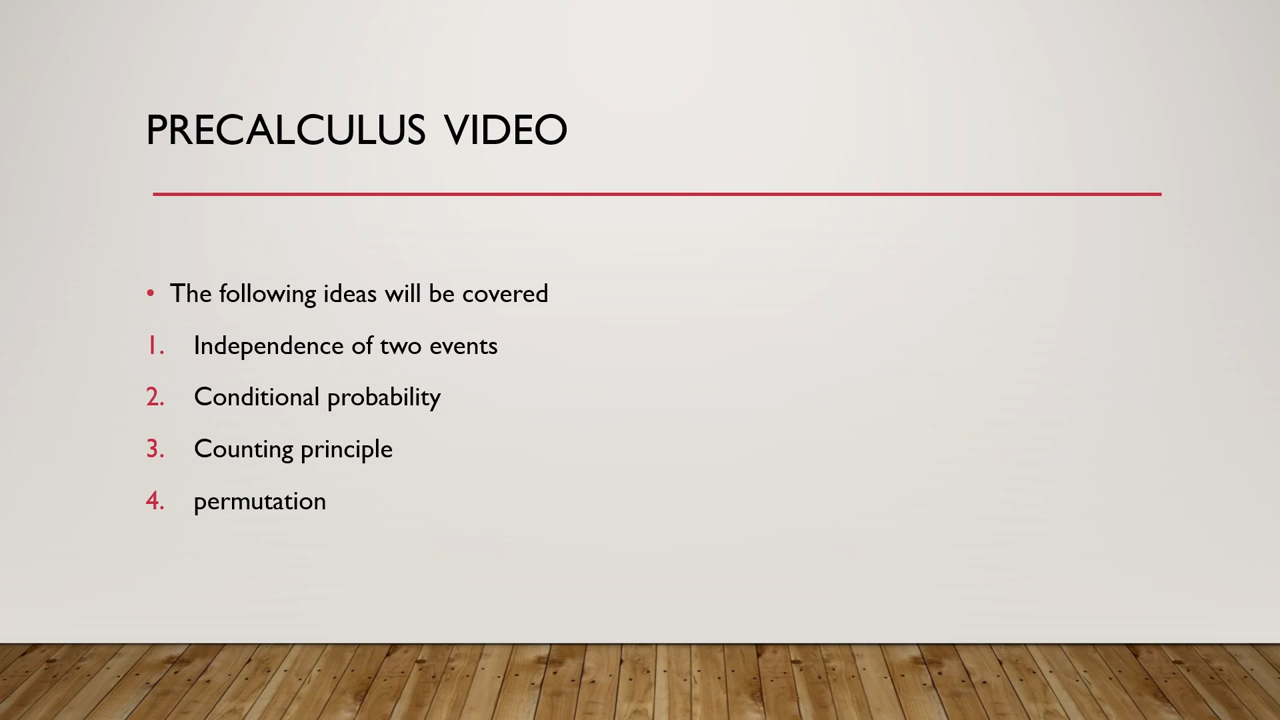 PRECALCULUS VIDEO
• The following ideas will be covered
1. Independence of two events
2. Conditional probability
3. Counting principle
4. permutation